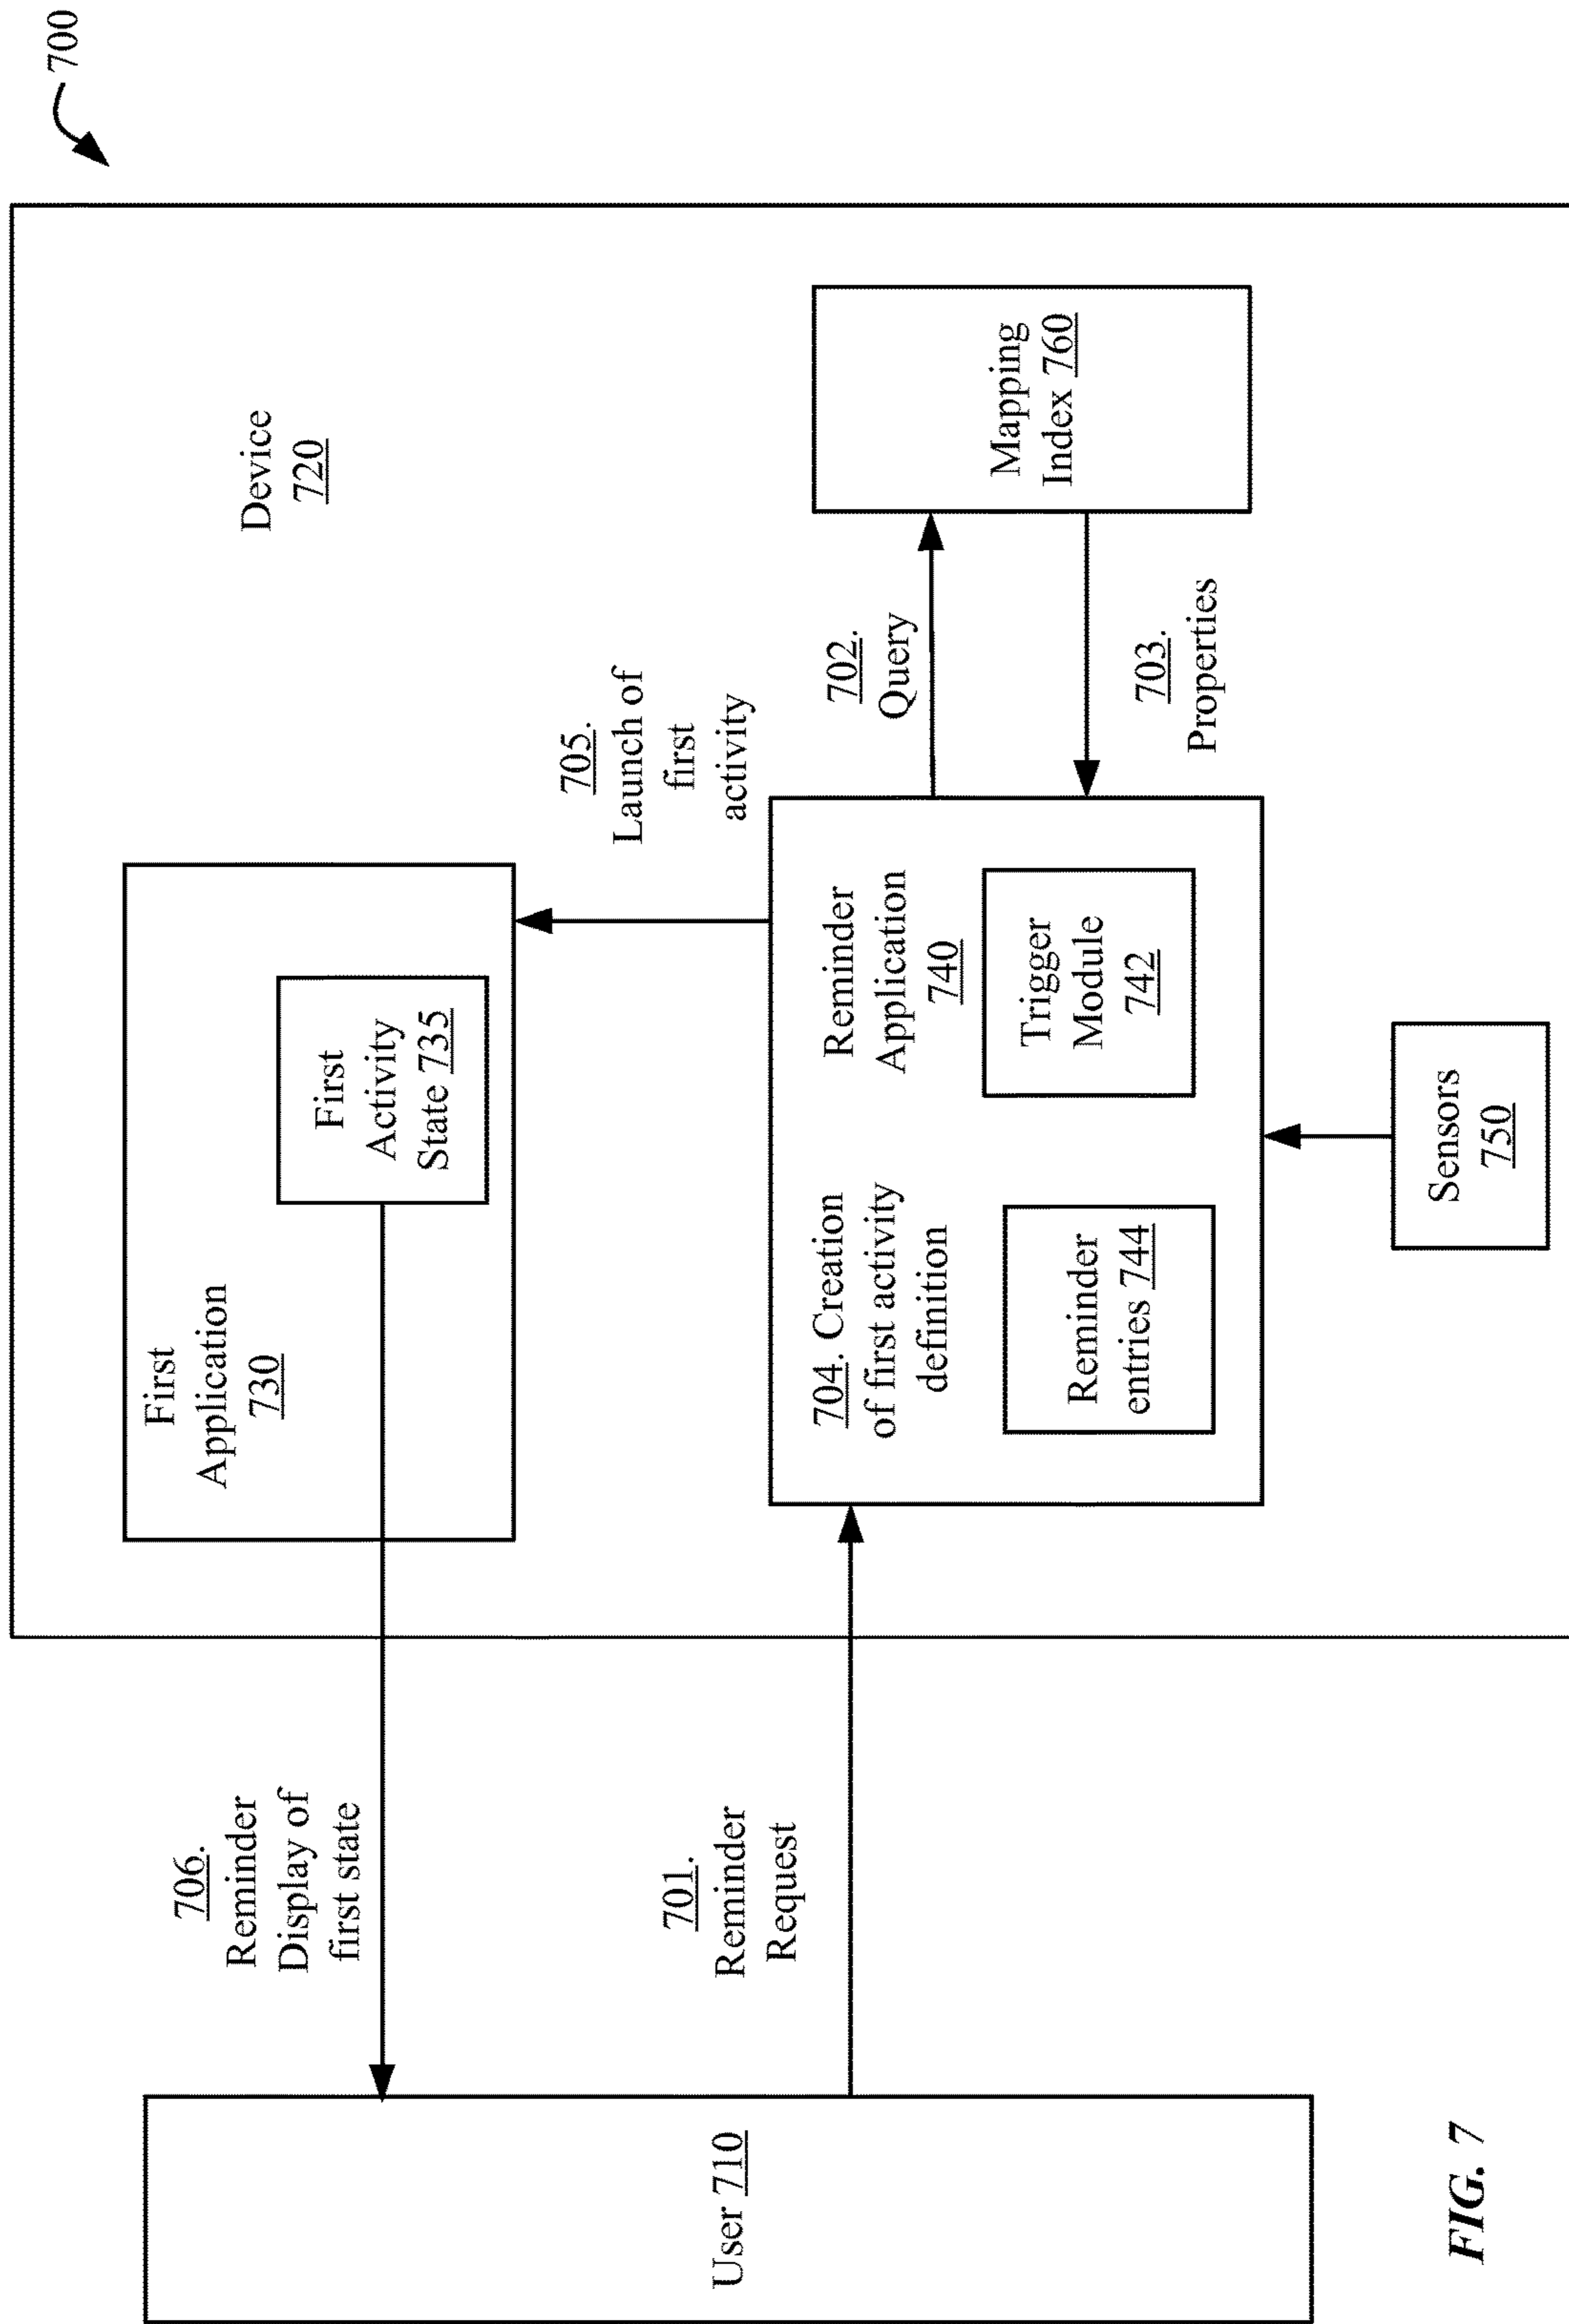 700
Device
720
First
Application
730
First
Activity
State 735
706.
Reminder
Display of
first state
705.
Launch of
first
activity
User 710
701.
Reminder
Request
704. Creation
of first activity
definition
Reminder
Application
740
Reminder
entries 744
Trigger
Module
742
702.
Query
703.
Properties
Mapping
Index 760
Sensors
750
FIG. 7